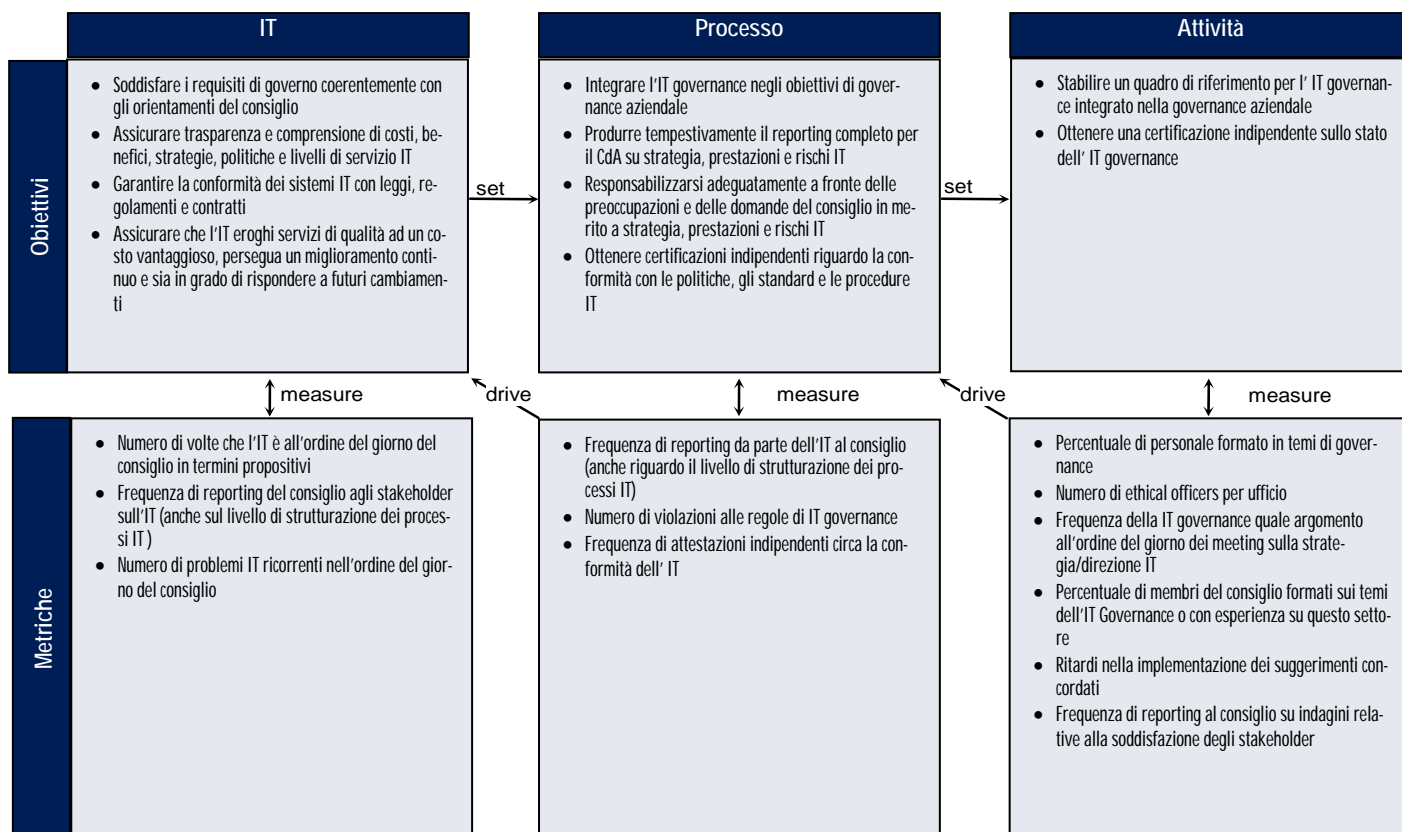 IT
Processo
Attività
Obiettivi
• Soddisfare i requisiti di governo coerentemente con
gli orientamenti del consiglio
• Assicurare trasparenza e comprensione di costi, be-
nefici, strategie, politiche e livelli di servizio IT
• Garantire la conformità dei sistemi IT con leggi, re-
golamenti e contratti
• Assicurare che l'IT eroghi servizi di qualità ad un co-
sto vantaggioso, persegua un miglioramento conti-
nuo e sia in grado di rispondere a futuri cambiamen-
ti
set
• Integrare l'IT governance negli obiettivi di gover-
nance aziendale
• Produrre tempestivamente il reporting completo per
il CdA su strategia, prestazioni e rischi IT
• Responsabilizzarsi adeguatamente a fronte delle
preoccupazioni e delle domande del consiglio in me-
rito a strategia, prestazioni e rischi IT
• Ottenere certificazioni indipendenti riguardo la con-
formità con le politiche, gli standard e le procedure
IT
set
• Stabilire un quadro di riferimento per l' IT governan-
ce integrato nella governance aziendale
• Ottenere una certificazione indipendente sullo stato
dell' IT governance
measure
drive
measure
drive
measure
Metriche
• Numero di volte che l'IT è all'ordine del giorno del
consiglio in termini propositivi
• Frequenza di reporting del consiglio agli stakeholder
sull'IT (anche sul livello di strutturazione dei proces-
si IT )
• Numero di problemi IT ricorrenti nell'ordine del gior-
no del consiglio
• Frequenza di reporting da parte dell'IT al consiglio
(anche riguardo il livello di strutturazione dei pro-
cessi IT)
• Numero di violazioni alle regole di IT governance
• Frequenza di attestazioni indipendenti circa la con-
formità dell' IT
• Percentuale di personale formato in temi di gover-
nance
• Numero di ethical officers per ufficio
• Frequenza della IT governance quale argomento
all'ordine del giorno dei meeting sulla strate-
gia/direzione IT
• Percentuale di membri del consiglio formati sui temi
dell'IT Governance o con esperienza su questo setto-
re
• Ritardi nella implementazione dei suggerimenti con-
cordati
• Frequenza di reporting al consiglio su indagini rela-
tive alla soddisfazione degli stakeholder